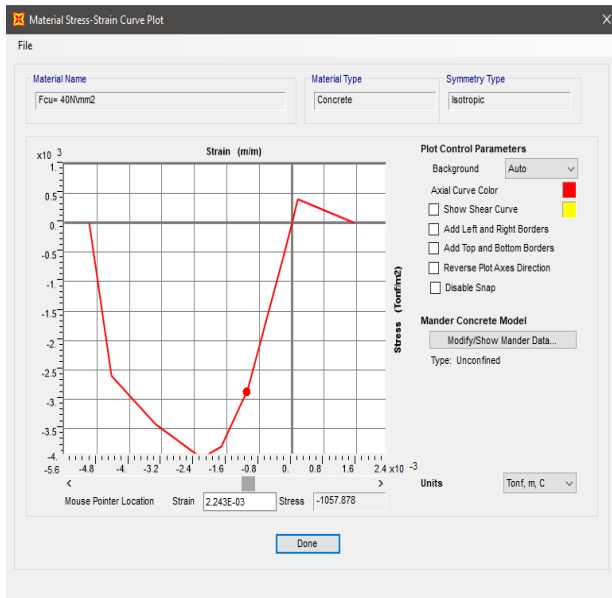 Material Stress-Strain Curve Plot
File
Material Name
Fcu= 40N\mm2
Material Type
Concrete
Symmetry Type
Isotropic
Strain (m/m)
x10 3
1.
0.5
0.
-0.5
-1.
-1.5
-2.
-2.5
-3.
-3.5
-4.
-5.6 -4.8 -4. -3.2 -2.4 -1.6 -0.8 0. 0.8 1.6 2.4 x10 -3
Stress (Tonf/m2)
Mouse Pointer Location Strain 2.243E-03 Stress -1057.878
Plot Control Parameters
Background Auto
Axial Curve Color
Show Shear Curve
Add Left and Right Borders
Add Top and Bottom Borders
Reverse Plot Axes Direction
Disable Snap
Mander Concrete Model
Modify/Show Mander Data...
Type: Unconfined
Units Tonf, m, C
Done